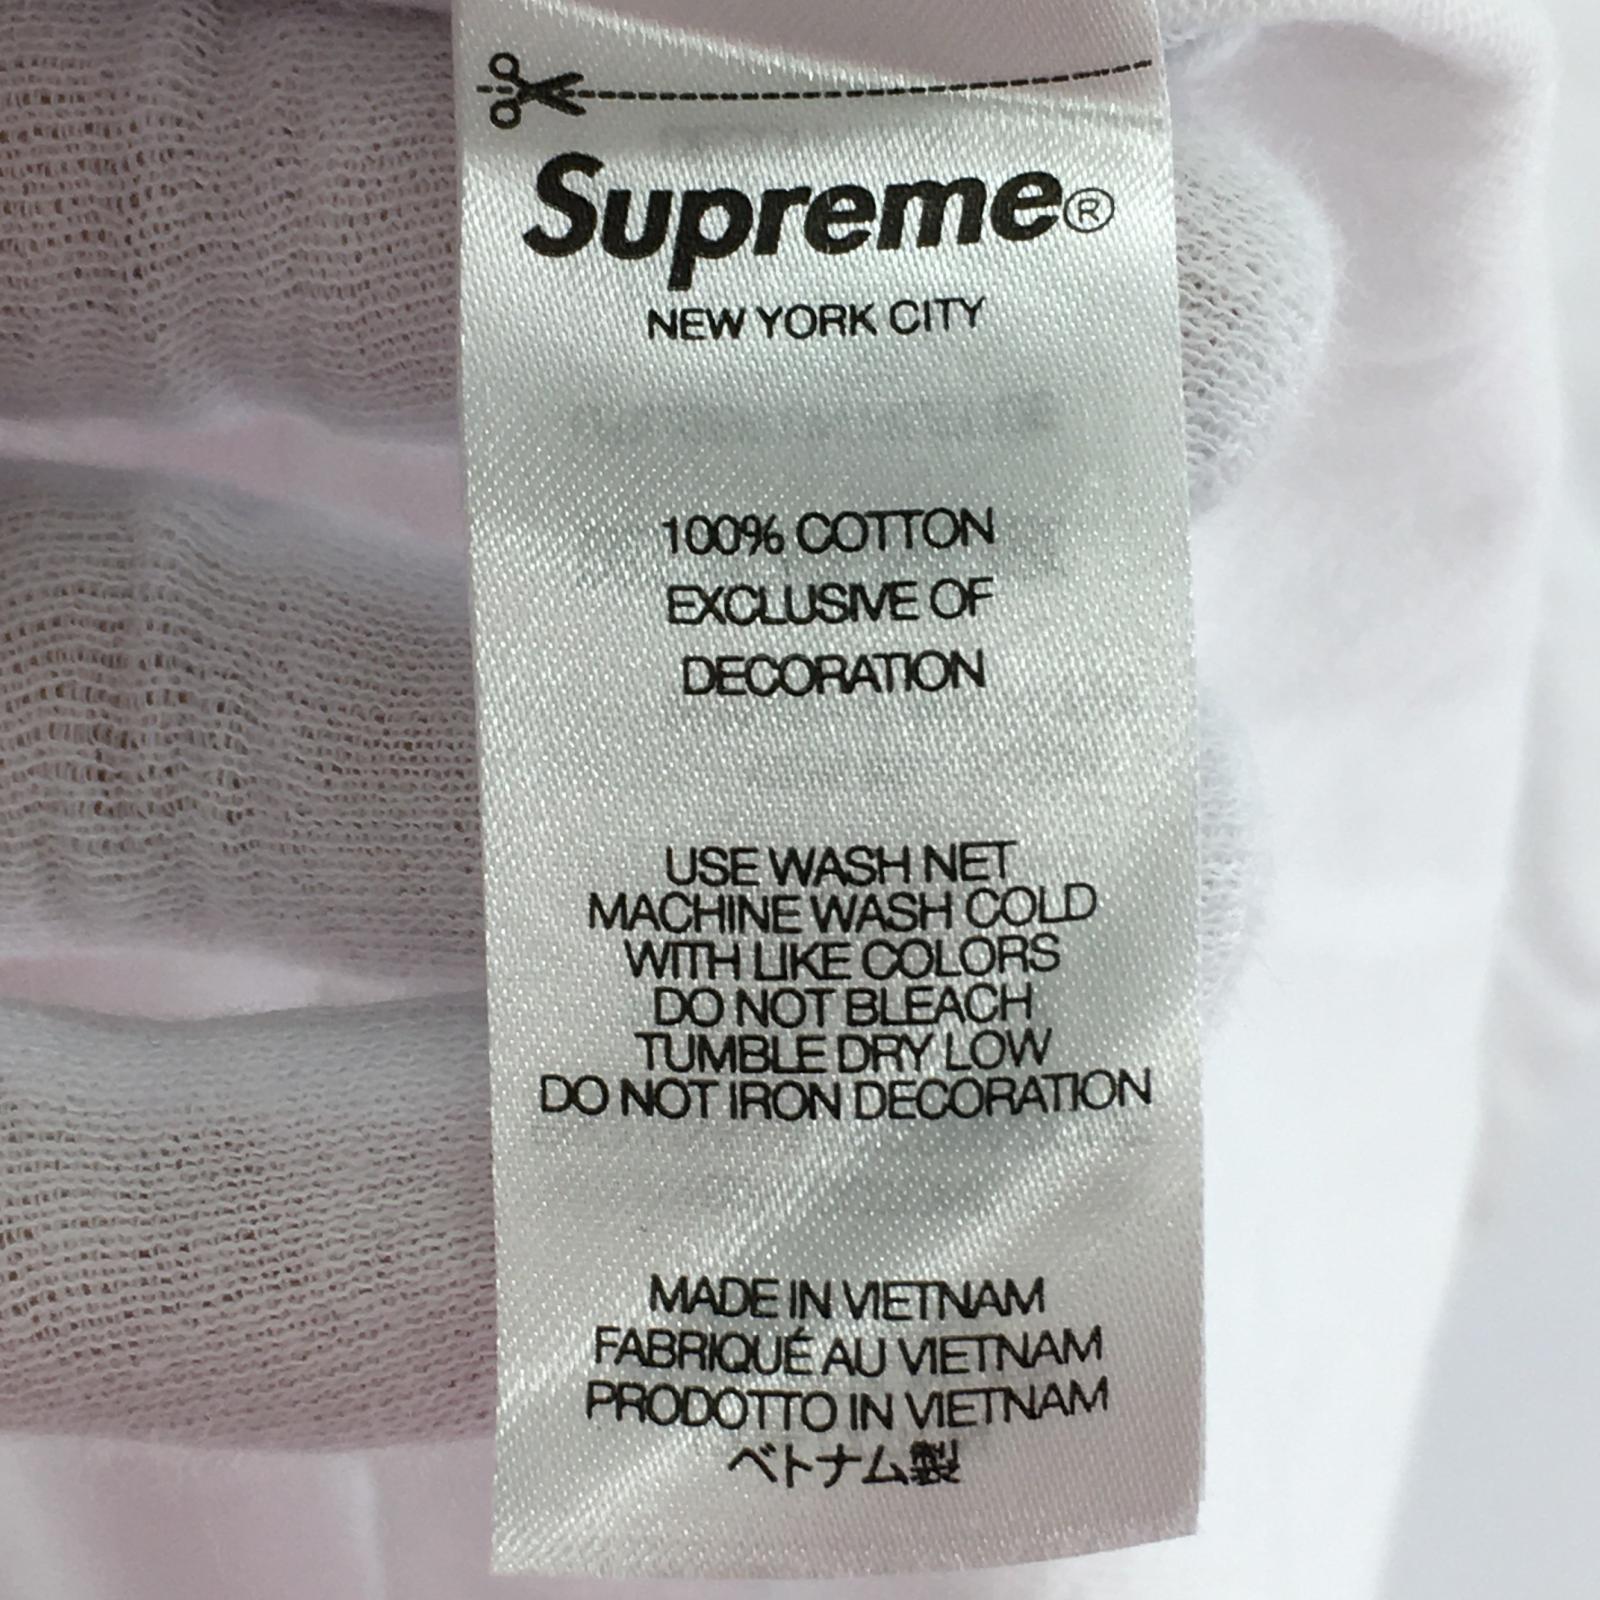 Supreme®
NEW YORK CITY
100% COTTON
EXCLUSIVE OF
DECORATION
USE WASH NET
MACHINE WASH COLD
WITH LIKE COLORS
DO NOT BLEACH
TUMBLE DRY LOW
DO NOT IRON DECORATION
MADE IN VIETNAM
FABRIQUÉ AU VIETNAM
PRODOTTO IN VIETNAM
ベトナム製